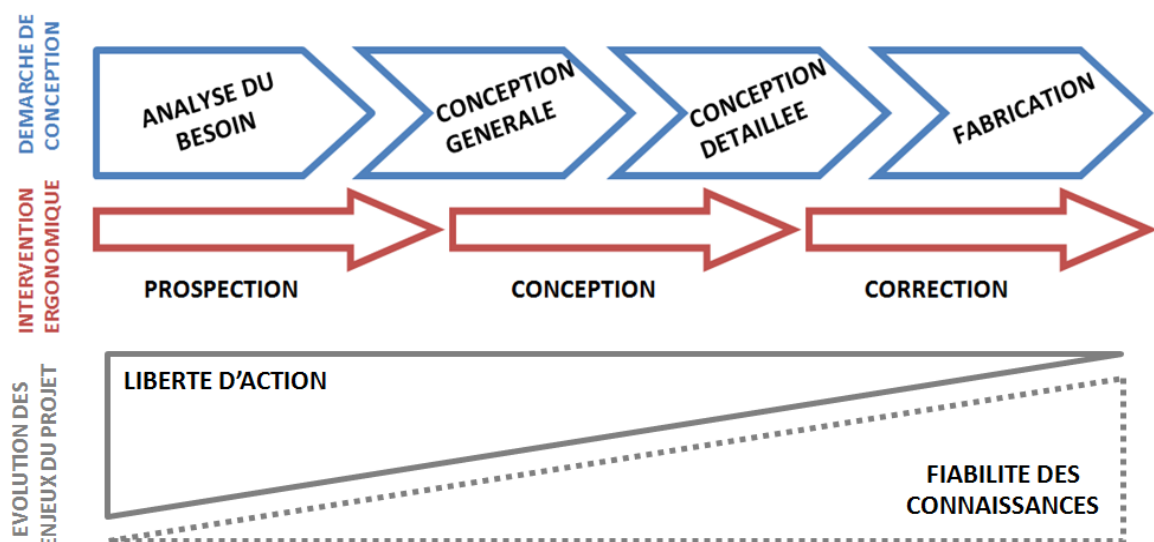 DEMARCHE DE
CONCEPTION
ANALYSE DU
BESOIN
CONCEPTION
GENERALE
CONCEPTION
DETAILLEE
FABRICATION
INTERVENTION
ERGONOMIQUE
PROSPECTION
CONCEPTION
CORRECTION
EVOLUTION DES
ENJEUX DU PROJET
LIBERTE D’ACTION
FIABILITE DES
CONNAISSANCES